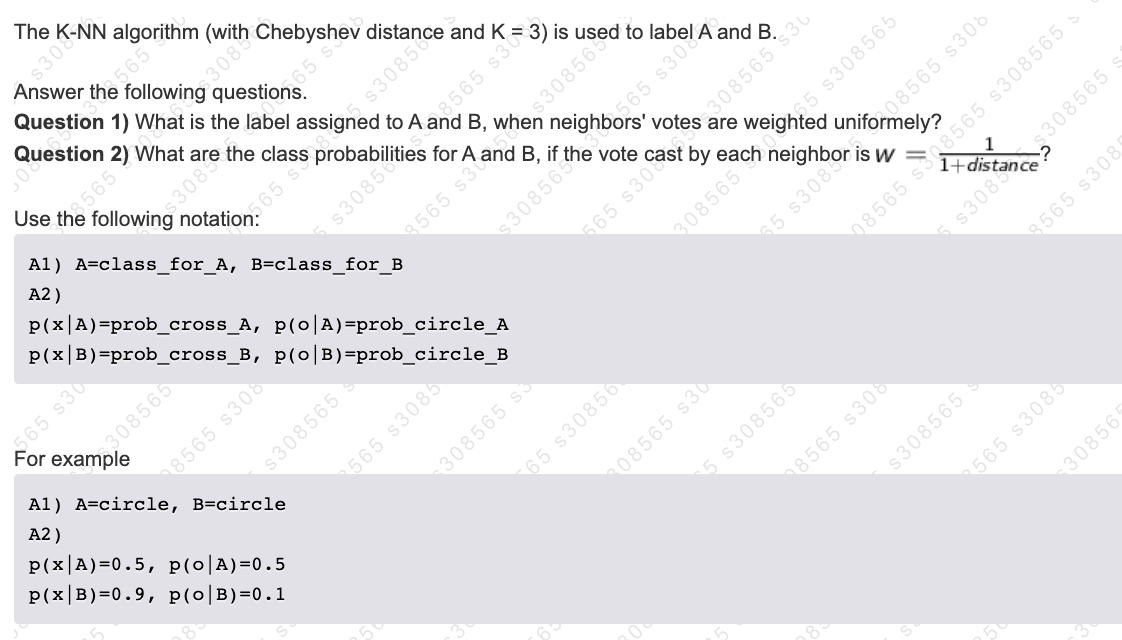 The K-NN algorithm (with Chebyshev distance and K = 3) is used to label A and B.
Answer the following questions.
Question 1) What is the label assigned to A and B, when neighbors' votes are weighted uniformely?
Question 2) What are the class probabilities for A and B, if the vote cast by each neighbor is w = 1/(1+distance)?
Use the following notation:
A1) A=class_for_A, B=class_for_B
A2)
p(x|A)=prob_cross_A, p(o|A)=prob_circle_A
p(x|B)=prob_cross_B, p(o|B)=prob_circle_B
For example
A1) A=circle, B=circle
A2)
p(x|A)=0.5, p(o|A)=0.5
p(x|B)=0.9, p(o|B)=0.1